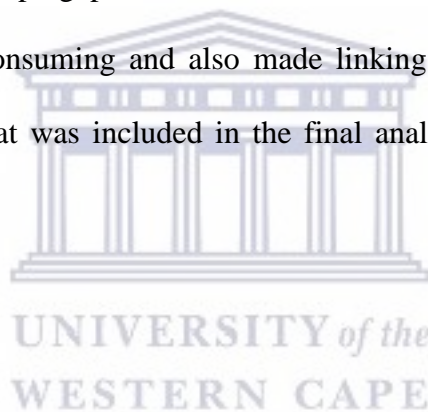 onsuming and also made linking
at was included in the final anal
UNIVERSITY of the
WESTERN CAPE